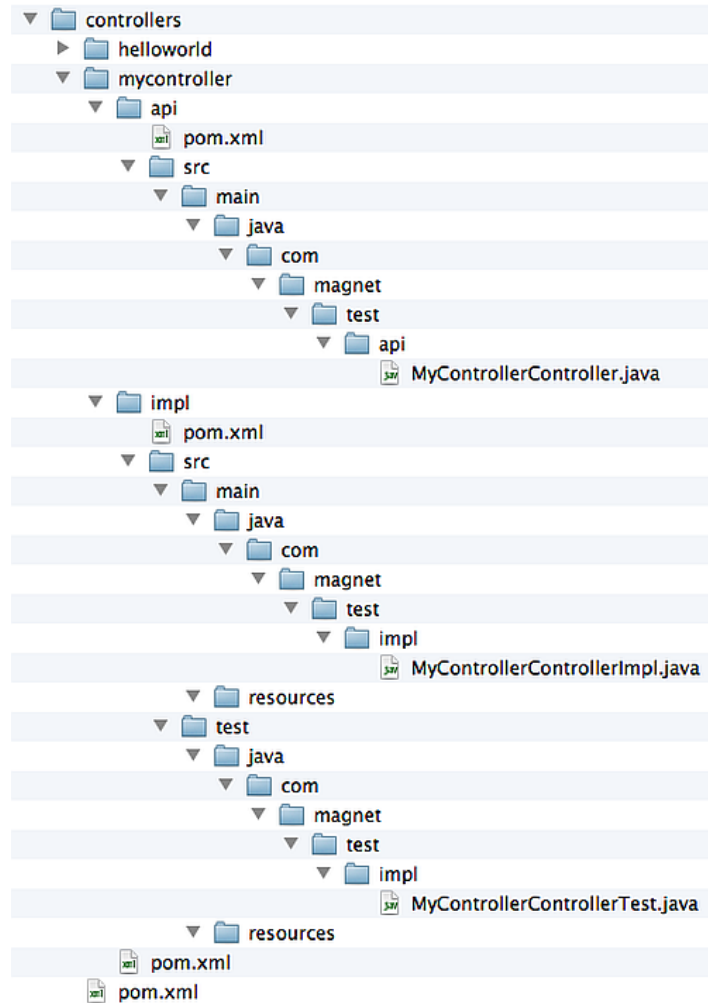 controllers
helloworld
mycontroller
api
pom.xml
src
main
java
com
magnet
test
api
MyControllerController.java
impl
pom.xml
src
main
java
com
magnet
test
impl
MyControllerControllerImpl.java
resources
test
java
com
magnet
test
impl
MyControllerControllerTest.java
resources
pom.xml
pom.xml